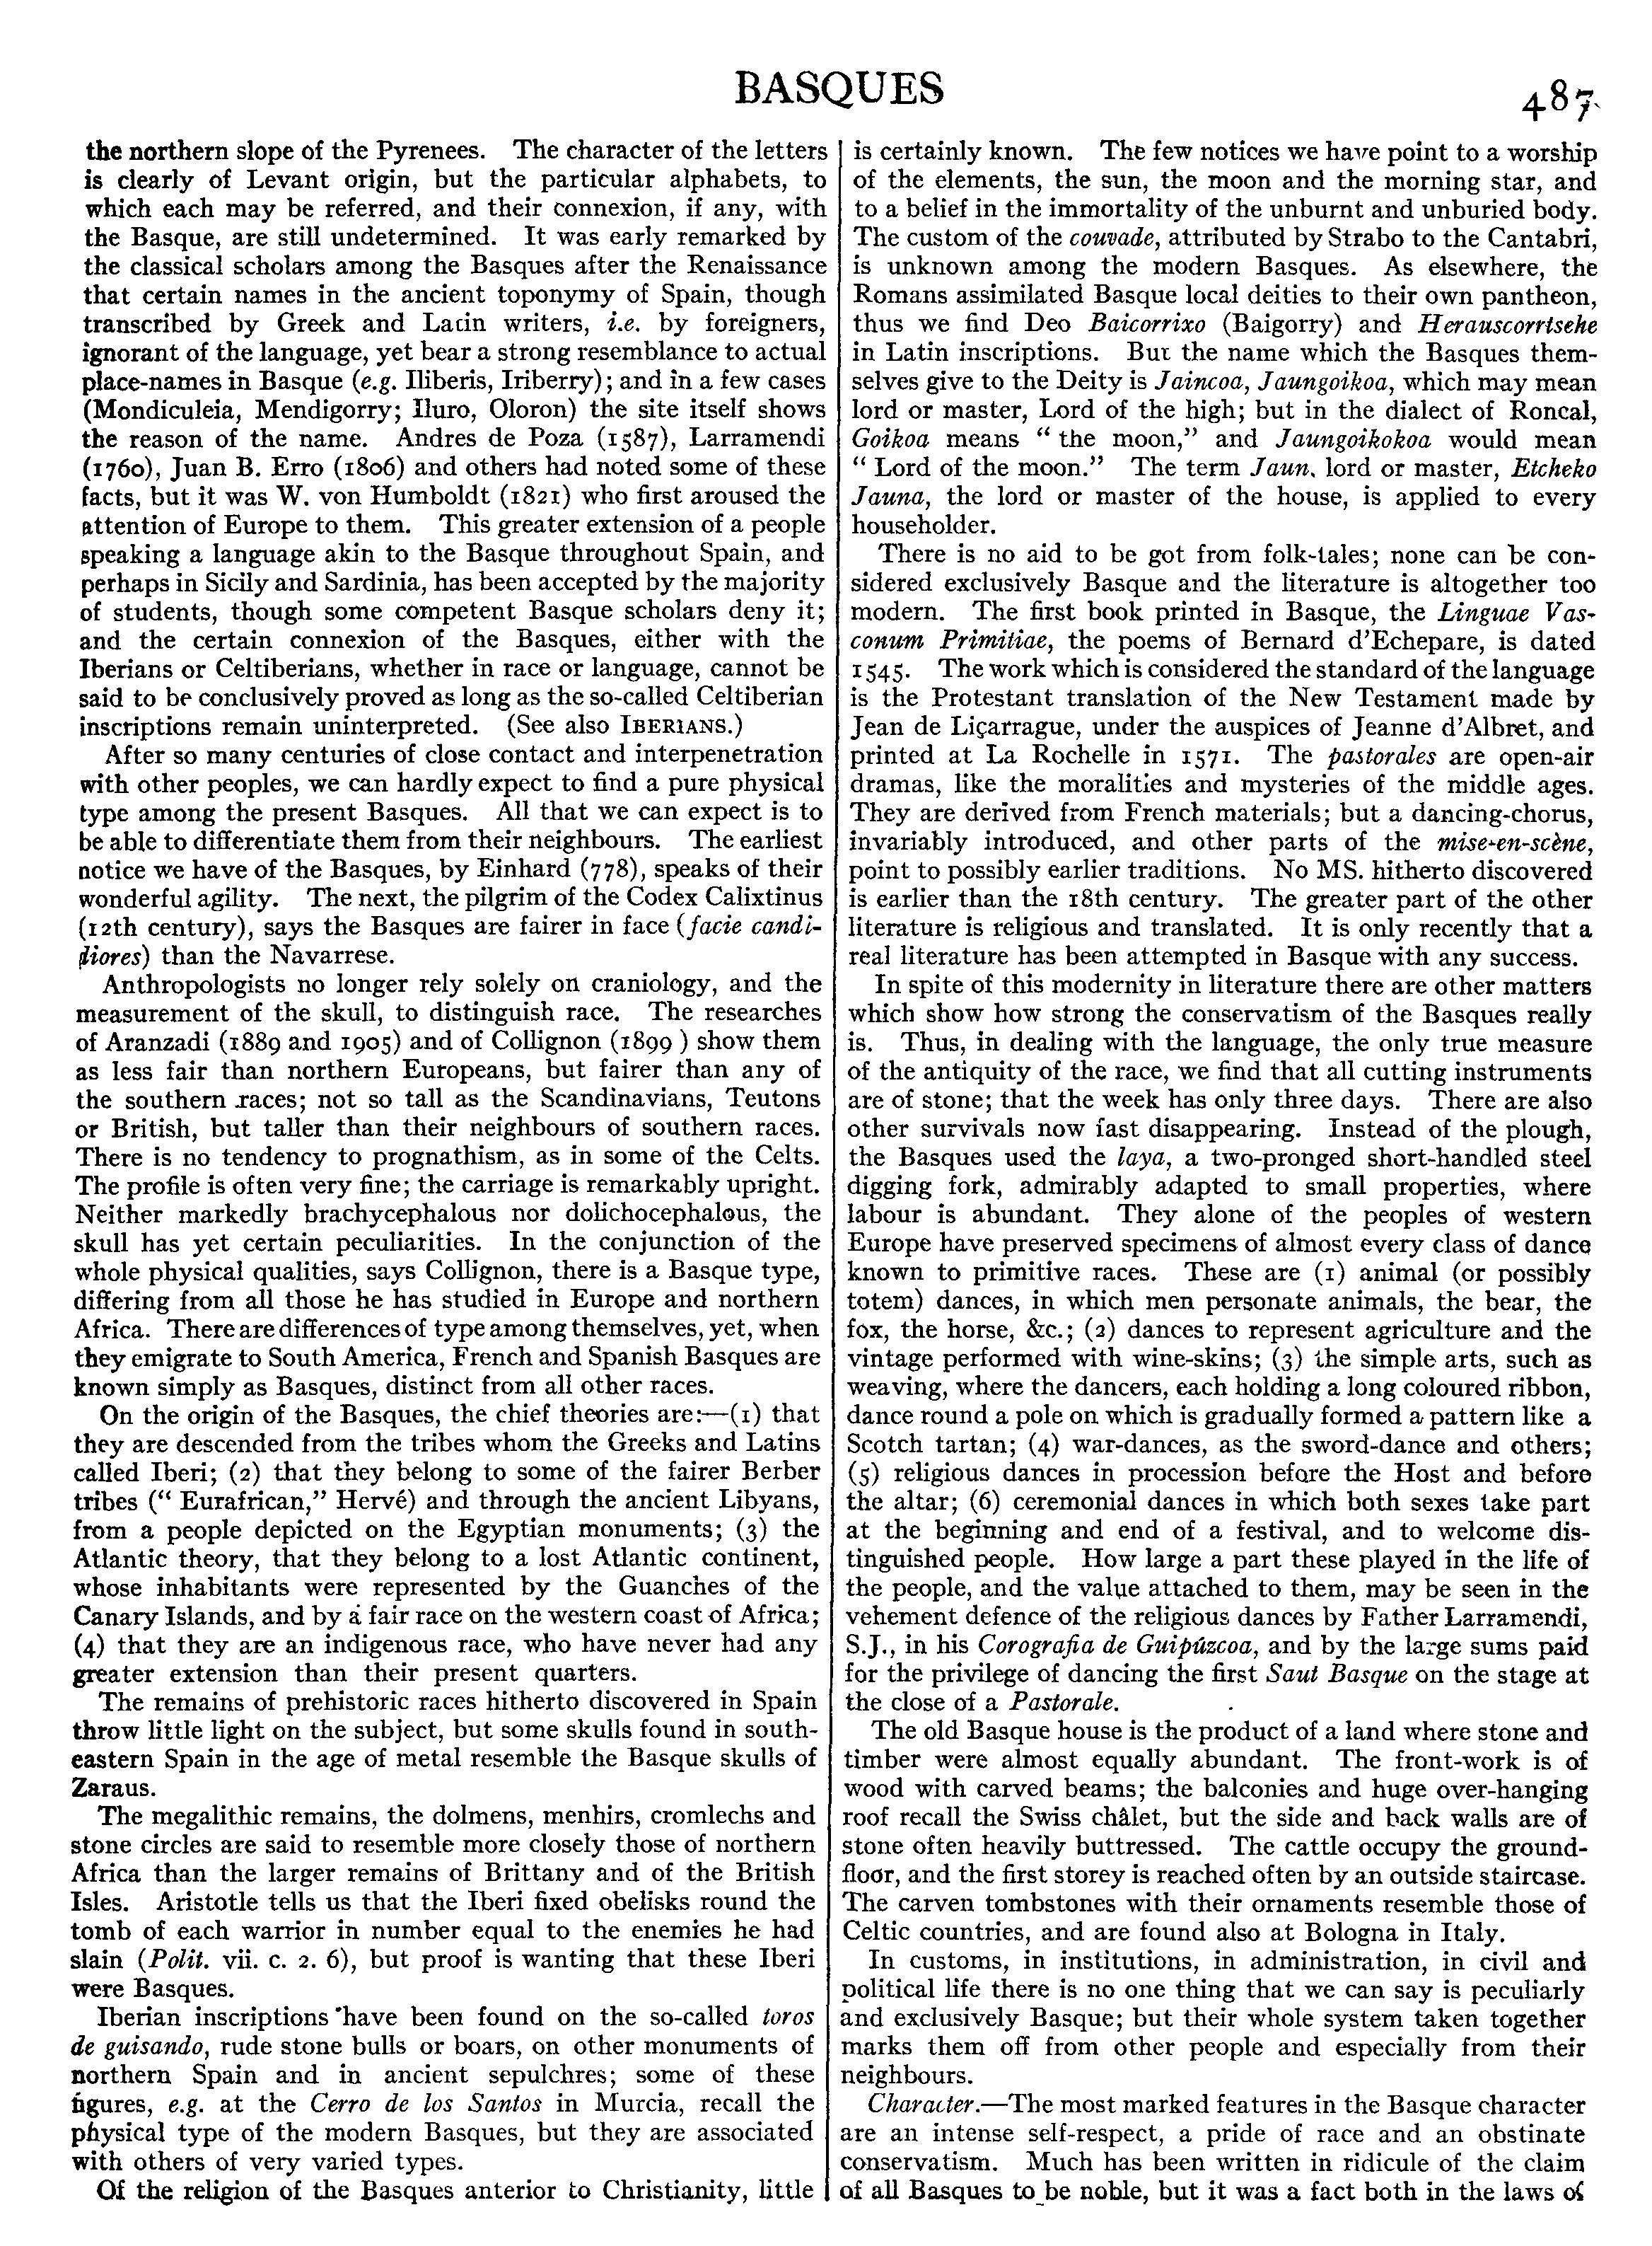 BASQUES
487
the northern slope of the Pyrenees. The character of the letters
is clearly of Levant origin, but the particular alphabets, to
which each may be referred, and their connexion, if any, with
the Basque, are still undetermined. It was early remarked by
the classical scholars among the Basques after the Renaissance
that certain names in the ancient toponymy of Spain, though
transcribed by Greek and Latin writers, i.e. by foreigners,
ignorant of the language, yet bear a strong resemblance to actual
place-names in Basque (e.g. Iliberis, Iriberry); and in a few cases
(Mondiculeia, Mendigorry; Iluro, Oloron) the site itself shows
the reason of the name. Andres de Poza (1587), Larramendi
(1760), Juan B. Erro (1806) and others had noted some of these
facts, but it was W. von Humboldt (1821) who first aroused the
attention of Europe to them. This greater extension of a people
speaking a language akin to the Basque throughout Spain, and
perhaps in Sicily and Sardinia, has been accepted by the majority
of students, though some competent Basque scholars deny it;
and the certain connexion of the Basques, either with the
Iberians or Celtiberians, whether in race or language, cannot be
said to be conclusively proved as long as the so-called Celtiberian
inscriptions remain uninterpreted. (See also IBERIANS.)
After so many centuries of close contact and interpenetration
with other peoples, we can hardly expect to find a pure physical
type among the present Basques. All that we can expect is to
be able to differentiate them from their neighbours. The earliest
notice we have of the Basques, by Einhard (778), speaks of their
wonderful agility. The next, the pilgrim of the Codex Calixtinus
(12th century), says the Basques are fairer in face (facie candi-
diores) than the Navarrese.
Anthropologists no longer rely solely on craniology, and the
measurement of the skull, to distinguish race. The researches
of Aranzadi (1889 and 1905) and of Collignon (1899 ) show them
as less fair than northern Europeans, but fairer than any of
the southern races; not so tall as the Scandinavians, Teutons
or British, but taller than their neighbours of southern races.
There is no tendency to prognathism, as in some of the Celts.
The profile is often very fine; the carriage is remarkably upright.
Neither markedly brachycephalous nor dolichocephalous, the
skull has yet certain peculiarities. In the conjunction of the
whole physical qualities, says Collignon, there is a Basque type,
differing from all those he has studied in Europe and northern
Africa. There are differences of type among themselves, yet, when
they emigrate to South America, French and Spanish Basques are
known simply as Basques, distinct from all other races.
On the origin of the Basques, the chief theories are:—(1) that
they are descended from the tribes whom the Greeks and Latins
called Iberi; (2) that they belong to some of the fairer Berber
tribes (“ Eurafrican,” Hervé) and through the ancient Libyans,
from a people depicted on the Egyptian monuments; (3) the
Atlantic theory, that they belong to a lost Atlantic continent,
whose inhabitants were represented by the Guanches of the
Canary Islands, and by a fair race on the western coast of Africa;
(4) that they are an indigenous race, who have never had any
greater extension than their present quarters.
The remains of prehistoric races hitherto discovered in Spain
throw little light on the subject, but some skulls found in south-
eastern Spain in the age of metal resemble the Basque skulls of
Zaraus.
The megalithic remains, the dolmens, menhirs, cromlechs and
stone circles are said to resemble more closely those of northern
Africa than the larger remains of Brittany and of the British
Isles. Aristotle tells us that the Iberi fixed obelisks round the
tomb of each warrior in number equal to the enemies he had
slain (Polit. vii. c. 2. 6), but proof is wanting that these Iberi
were Basques.
Iberian inscriptions have been found on the so-called toros
de guisando, rude stone bulls or boars, on other monuments of
northern Spain and in ancient sepulchres; some of these
figures, e.g. at the Cerro de los Santos in Murcia, recall the
physical type of the modern Basques, but they are associated
with others of very varied types.
Of the religion of the Basques anterior to Christianity, little
is certainly known. The few notices we have point to a worship
of the elements, the sun, the moon and the morning star, and
to a belief in the immortality of the unburnt and unburied body.
The custom of the couvade, attributed by Strabo to the Cantabri,
is unknown among the modern Basques. As elsewhere, the
Romans assimilated Basque local deities to their own pantheon,
thus we find Deo Baicorrixo (Baigorry) and Herauscorrtsehe
in Latin inscriptions. But the name which the Basques them-
selves give to the Deity is Jaincoa, Jaungoikoa, which may mean
lord or master, Lord of the high; but in the dialect of Roncal,
Goikoa means “ the moon,” and Jaungoikokoa would mean
“ Lord of the moon.” The term Jaun, lord or master, Etcheko
Jauna, the lord or master of the house, is applied to every
householder.
There is no aid to be got from folk-tales; none can be con-
sidered exclusively Basque and the literature is altogether too
modern. The first book printed in Basque, the Linguae Vas-
conum Primitiae, the poems of Bernard d’Echepare, is dated
1545. The work which is considered the standard of the language
is the Protestant translation of the New Testament made by
Jean de Liçarrague, under the auspices of Jeanne d’Albret, and
printed at La Rochelle in 1571. The pastorales are open-air
dramas, like the moralities and mysteries of the middle ages.
They are derived from French materials; but a dancing-chorus,
invariably introduced, and other parts of the mise-en-scène,
point to possibly earlier traditions. No MS. hitherto discovered
is earlier than the 18th century. The greater part of the other
literature is religious and translated. It is only recently that a
real literature has been attempted in Basque with any success.
In spite of this modernity in literature there are other matters
which show how strong the conservatism of the Basques really
is. Thus, in dealing with the language, the only true measure
of the antiquity of the race, we find that all cutting instruments
are of stone; that the week has only three days. There are also
other survivals now fast disappearing. Instead of the plough,
the Basques used the laya, a two-pronged short-handled steel
digging fork, admirably adapted to small properties, where
labour is abundant. They alone of the peoples of western
Europe have preserved specimens of almost every class of dance
known to primitive races. These are (1) animal (or possibly
totem) dances, in which men personate animals, the bear, the
fox, the horse, &c.; (2) dances to represent agriculture and the
vintage performed with wine-skins; (3) the simple arts, such as
weaving, where the dancers, each holding a long coloured ribbon,
dance round a pole on which is gradually formed a pattern like a
Scotch tartan; (4) war-dances, as the sword-dance and others;
(5) religious dances in procession before the Host and before
the altar; (6) ceremonial dances in which both sexes take part
at the beginning and end of a festival, and to welcome dis-
tinguished people. How large a part these played in the life of
the people, and the value attached to them, may be seen in the
vehement defence of the religious dances by Father Larramendi,
S.J., in his Corografia de Guipúzcoa, and by the large sums paid
for the privilege of dancing the first Saut Basque on the stage at
the close of a Pastorale.
The old Basque house is the product of a land where stone and
timber were almost equally abundant. The front-work is of
wood with carved beams; the balconies and huge over-hanging
roof recall the Swiss châlet, but the side and back walls are of
stone often heavily buttressed. The cattle occupy the ground-
floor, and the first storey is reached often by an outside staircase.
The carven tombstones with their ornaments resemble those of
Celtic countries, and are found also at Bologna in Italy.
In customs, in institutions, in administration, in civil and
political life there is no one thing that we can say is peculiarly
and exclusively Basque; but their whole system taken together
marks them off from other people and especially from their
neighbours.
Character.—The most marked features in the Basque character
are an intense self-respect, a pride of race and an obstinate
conservatism. Much has been written in ridicule of the claim
of all Basques to be noble, but it was a fact both in the laws of